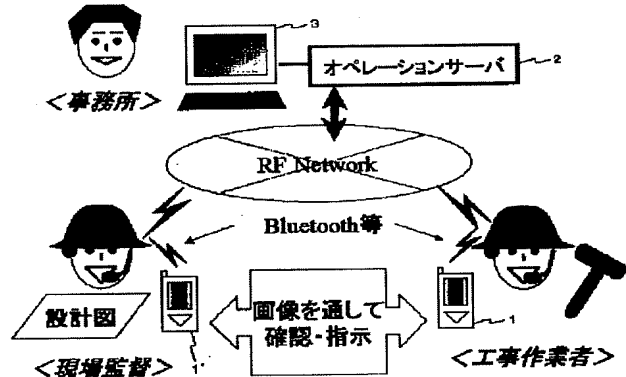 3
オペレーションサーバ
2
<事務所>
RF Network
Bluetooth等
設計図
画像を通して
確認・指示
1'
1
<現場監督>
<工事作業者>